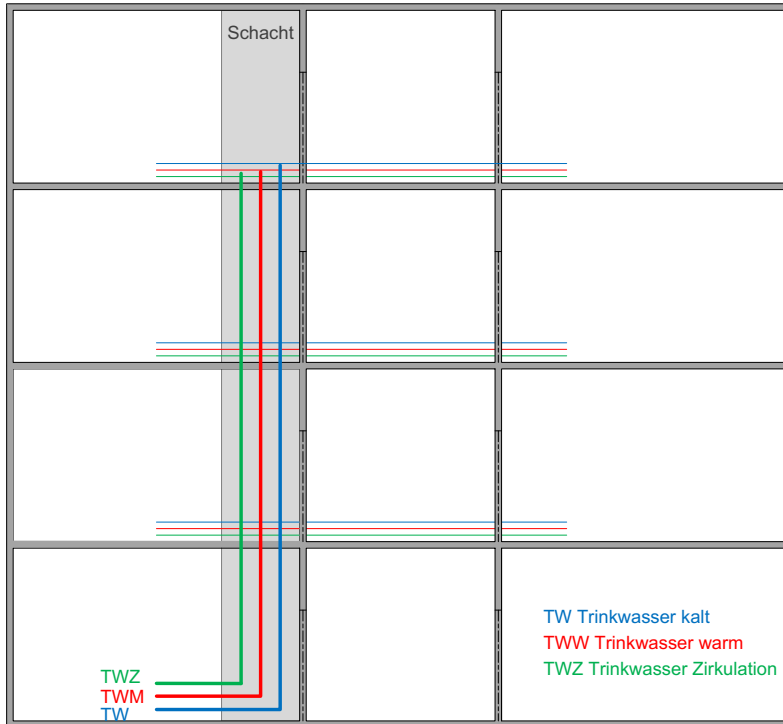 Schacht
TW Trinkwasser kalt
TWW Trinkwasser warm
TWZ Trinkwasser Zirkulation
TWZ
TWM
TW